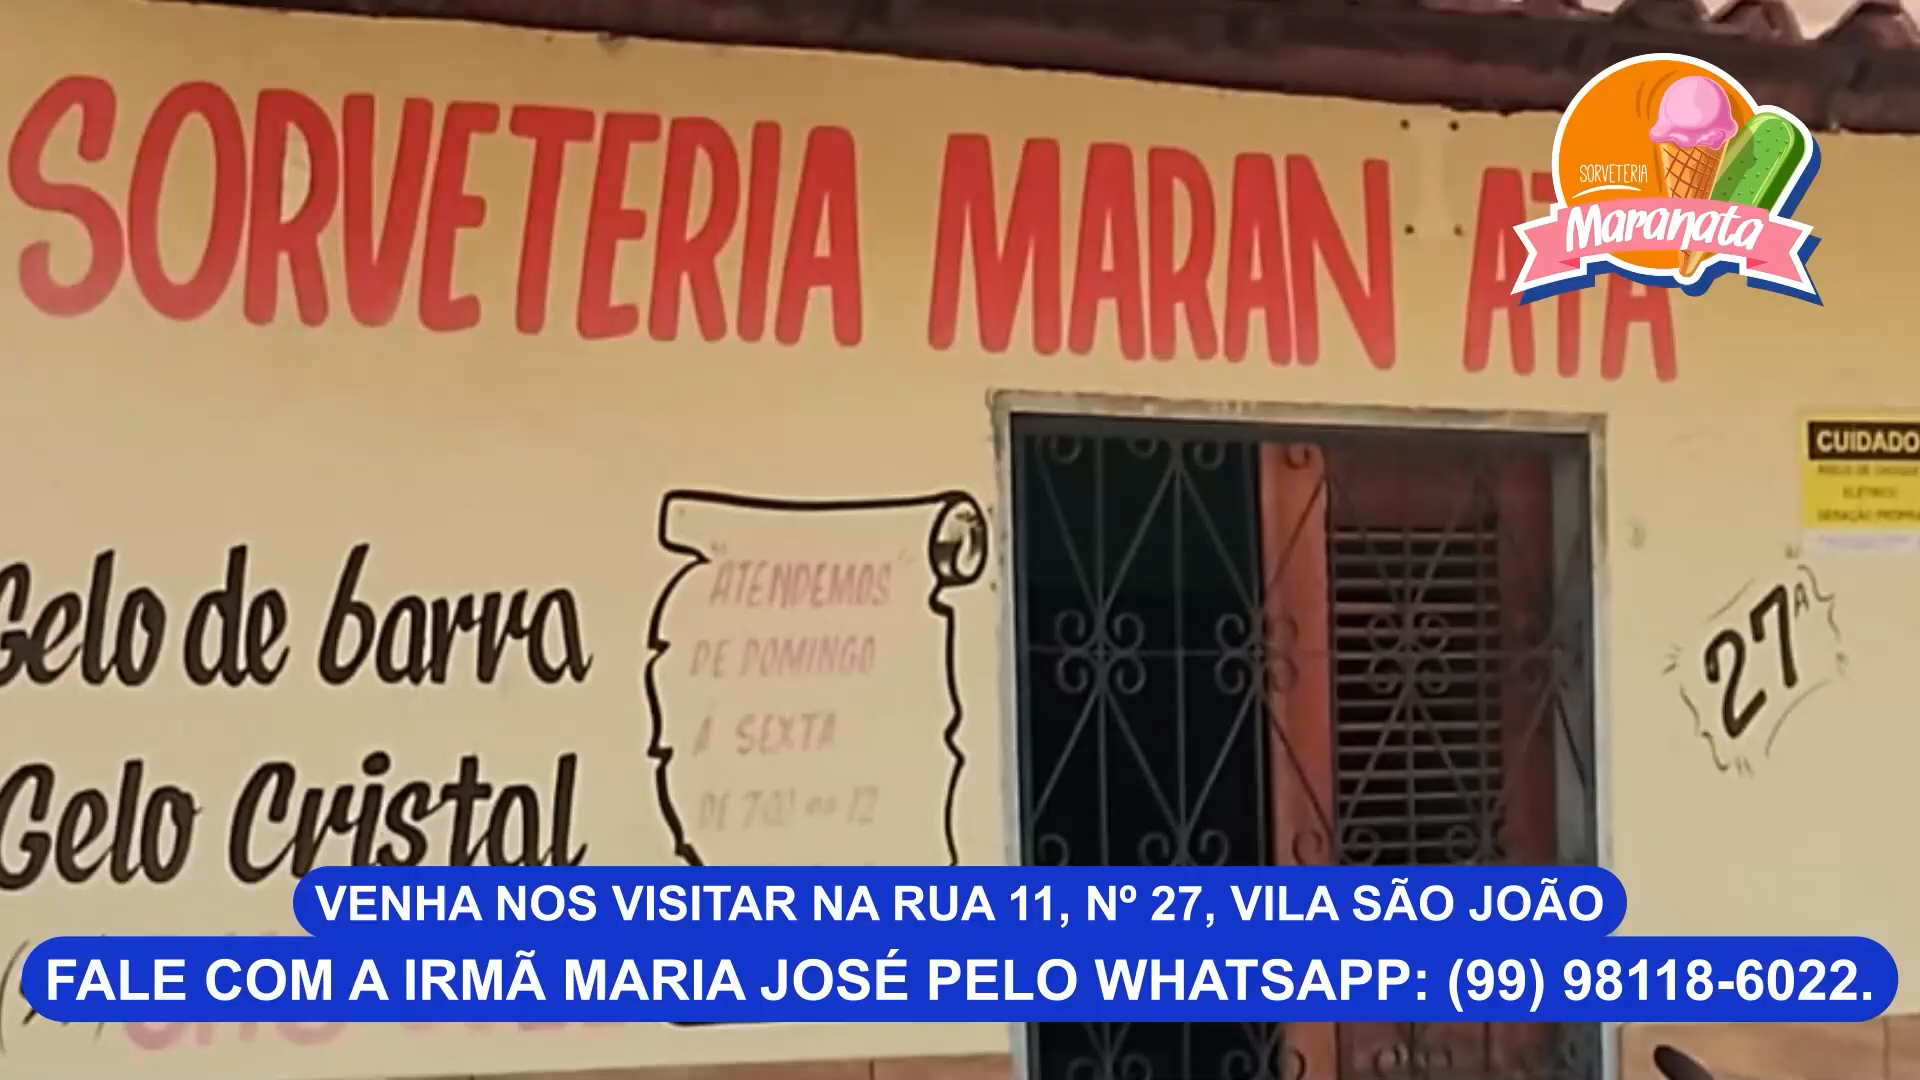 SORVETERIA MARAN ATA
SORVETERIA
Maranata
CUIDADO
Gelo de barra
"ATENDEMOS
DE DOMINGO
Á SEXTA
27A
Gelo Cristal
VENHA NOS VISITAR NA RUA 11, Nº 27, VILA SÃO JOÃO
FALE COM A IRMÃ MARIA JOSÉ PELO WHATSAPP: (99) 98118-6022.